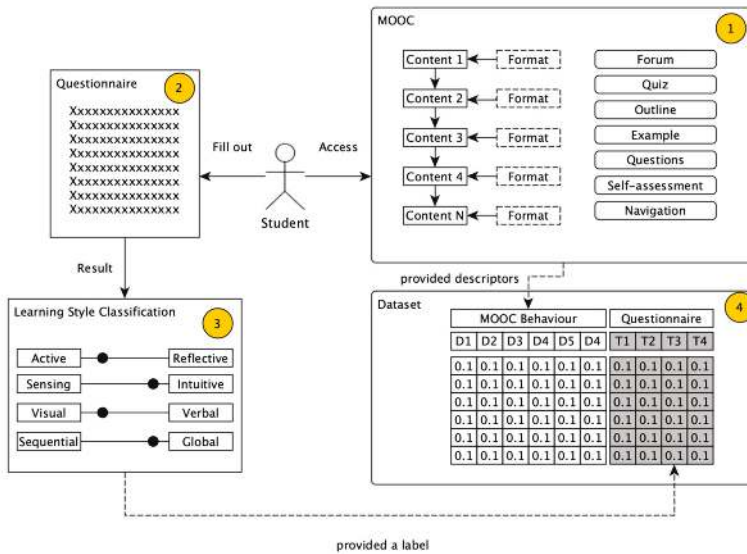 MOOC
1
Content 1
Format
Content 2
Format
Content 3
Format
Content 4
Format
Content N
Format
Forum
Quiz
Outline
Example
Questions
Self-assessment
Navigation
Questionnaire
2
Xxxxxxxxxxxxxxx
Xxxxxxxxxxxxxxx
Xxxxxxxxxxxxxxx
Xxxxxxxxxxxxxxx
Xxxxxxxxxxxxxxx
Xxxxxxxxxxxxxxx
Xxxxxxxxxxxxxxx
Xxxxxxxxxxxxxxx
Fill out
Access
Student
Result
provided descriptors
Learning Style Classification
3
Active Reflective
Sensing Intuitive
Visual Verbal
Sequential Global
Dataset
4
MOOC Behaviour Questionnaire
D1 D2 D3 D4 D5 D4 T1 T2 T3 T4
0.1 0.1 0.1 0.1 0.1 0.1 0.1 0.1 0.1 0.1
0.1 0.1 0.1 0.1 0.1 0.1 0.1 0.1 0.1 0.1
0.1 0.1 0.1 0.1 0.1 0.1 0.1 0.1 0.1 0.1
0.1 0.1 0.1 0.1 0.1 0.1 0.1 0.1 0.1 0.1
0.1 0.1 0.1 0.1 0.1 0.1 0.1 0.1 0.1 0.1
0.1 0.1 0.1 0.1 0.1 0.1 0.1 0.1 0.1 0.1
provided a label